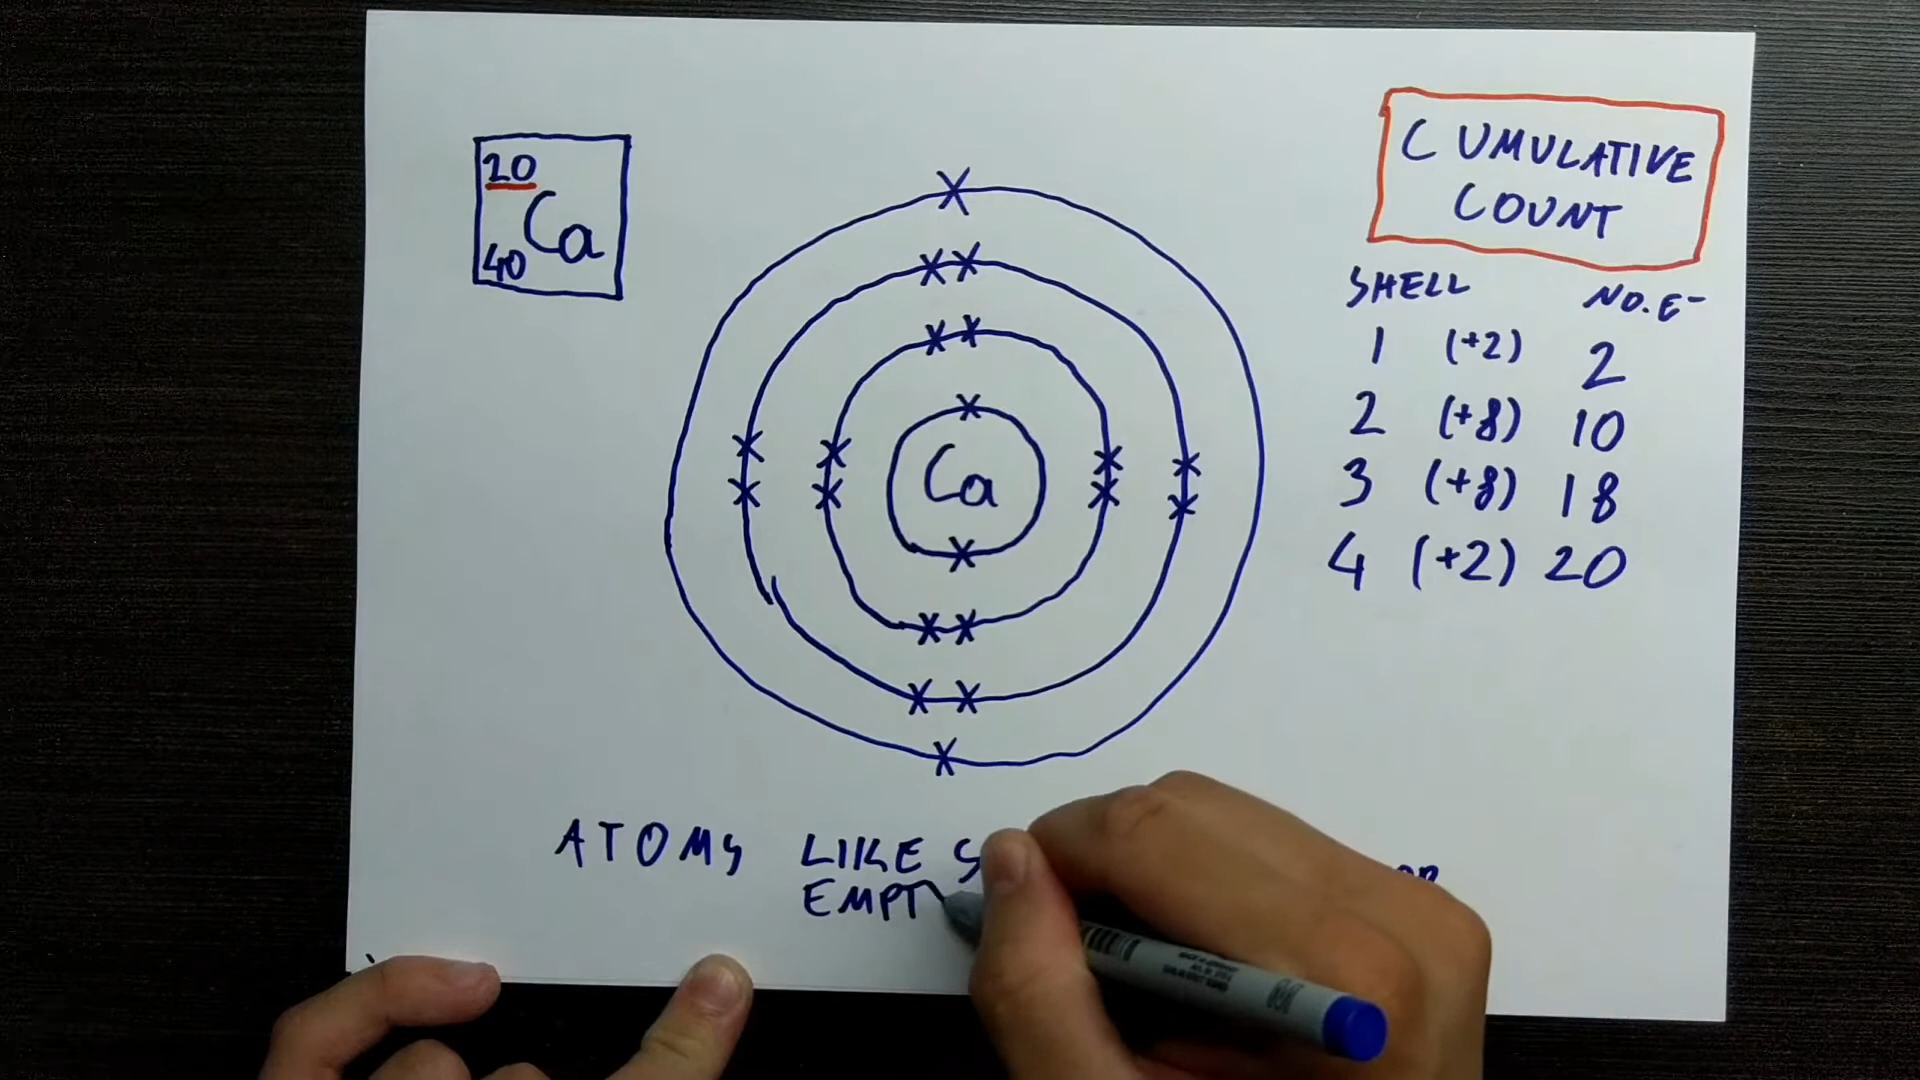 20
Ca
40
CUMULATIVE
COUNT
SHELL NO. E-
1 (+2) 2
2 (+8) 10
3 (+8) 18
4 (+2) 20
Ca
ATOMS LIKE